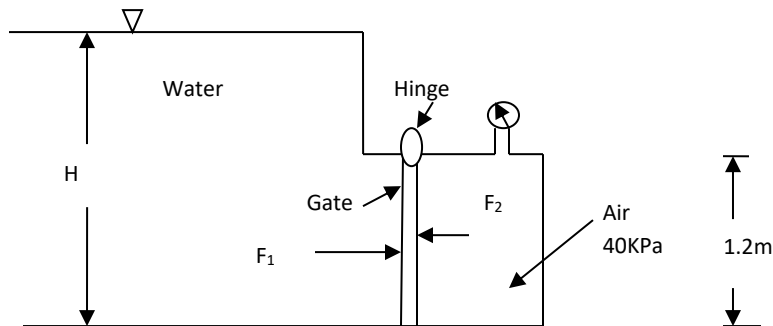 Water
Hinge
H
Gate
F2
Air
40KPa
1.2m
F1